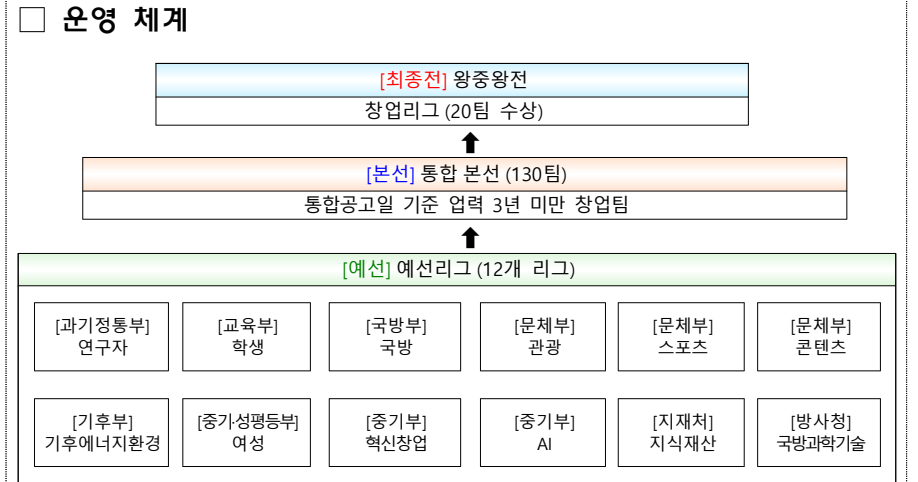 □ 운영 체계
[최종전] 왕중왕전
창업리그 (20팀 수상)
[본선] 통합 본선 (130팀)
통합공고일 기준 업력 3년 미만 창업팀
[예선] 예선리그 (12개 리그)
[과기정통부]
연구자
[교육부]
학생
[국방부]
국방
[문체부]
관광
[문체부]
스포츠
[문체부]
콘텐츠
[기후부]
기후에너지환경
[중기·성평등부]
여성
[중기부]
혁신창업
[중기부]
AI
[지재처]
지식재산
[방사청]
국방과학기술